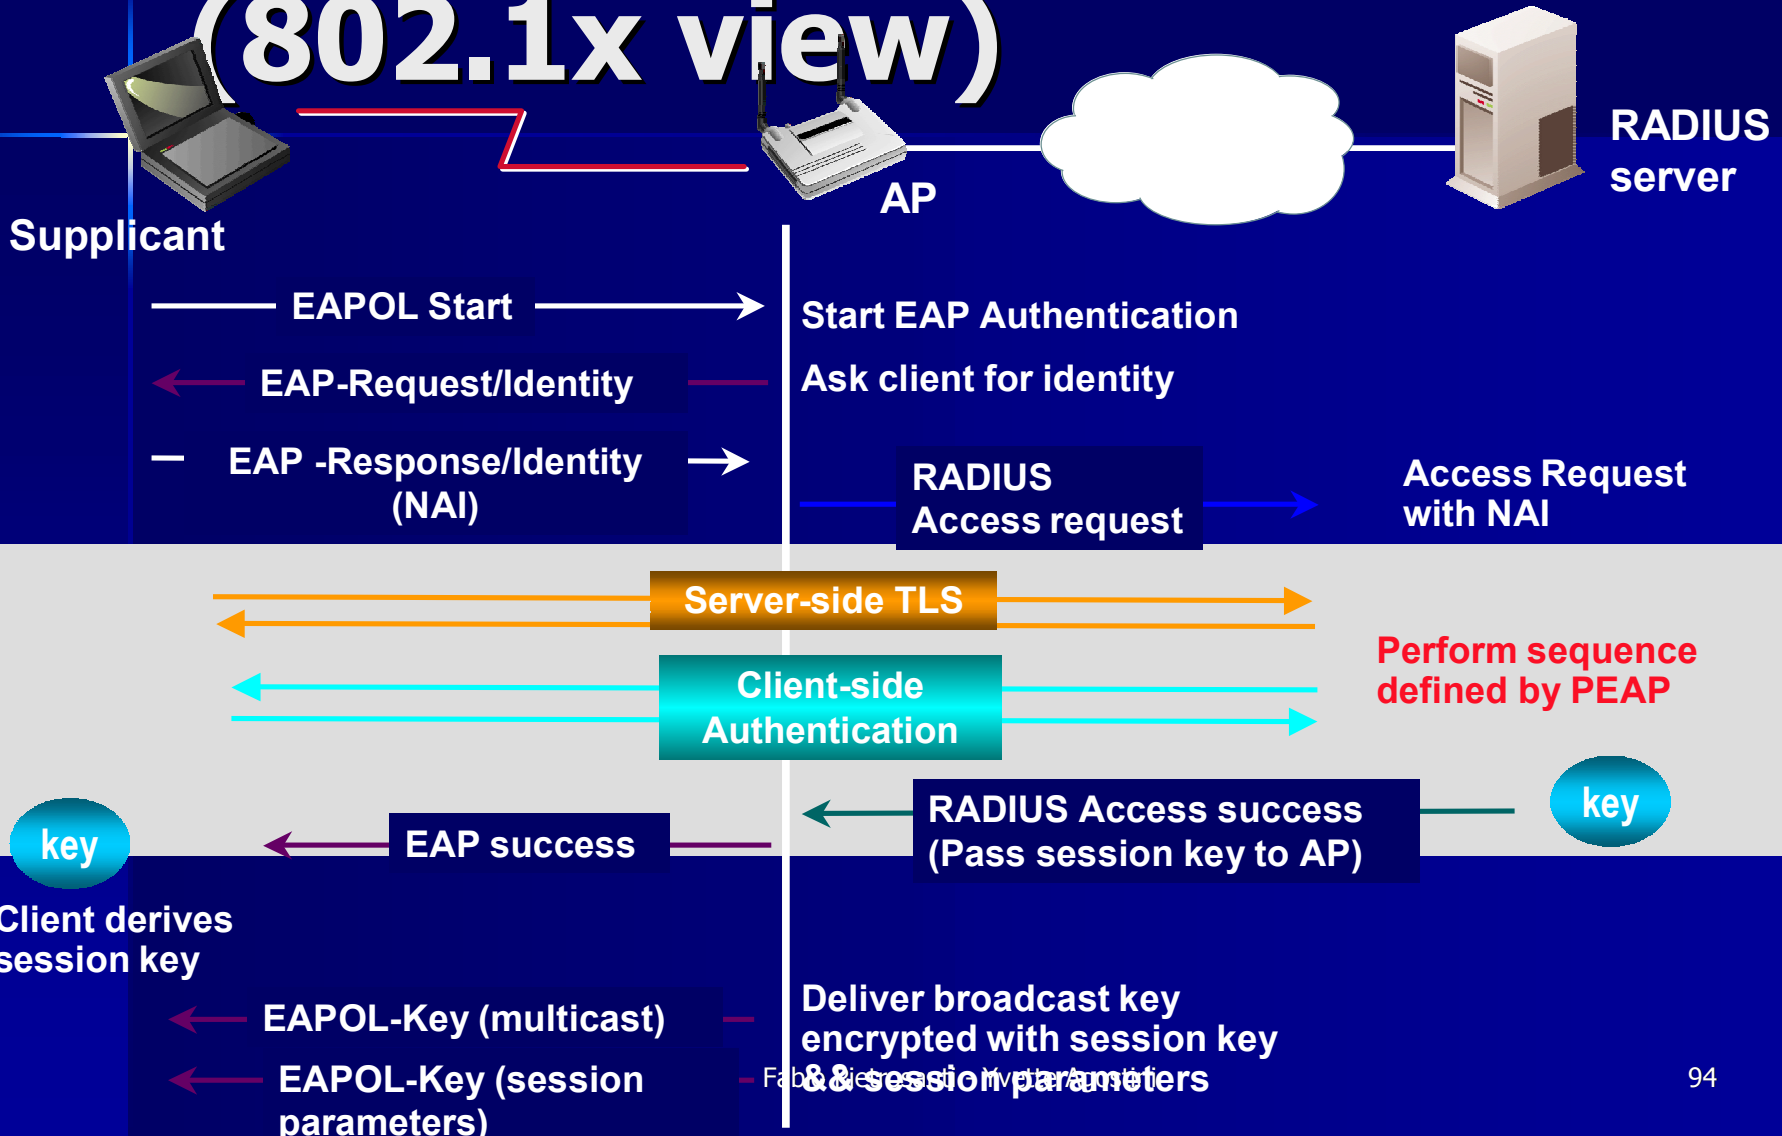 (802.1x view)
RADIUS
server
AP
Supplicant
EAPOL Start
Start EAP Authentication
EAP-Request/Identity
Ask client for identity
EAP -Response/Identity
(NAI)
RADIUS
Access request
Access Request
with NAI
Server-side TLS
Perform sequence
defined by PEAP
Client-side
Authentication
key
RADIUS Access success
(Pass session key to AP)
key
EAP success
Client derives
session key
EAPOL-Key (multicast)
Deliver broadcast key
encrypted with session key
&& session parameters
EAPOL-Key (session
parameters)
94